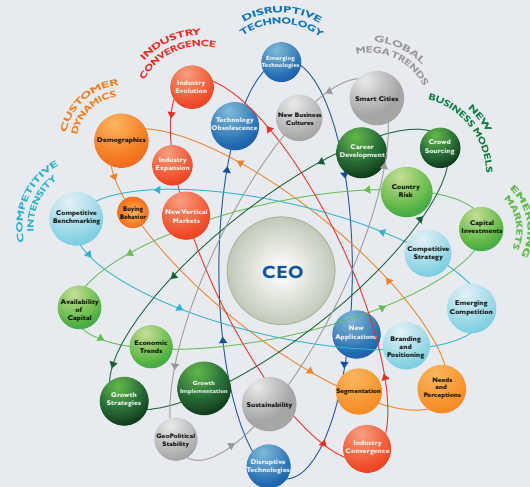 DISRUPTIVE
TECHNOLOGY
INDUSTRY
CONVERGENCE
GLOBAL
MEGA TRENDS
CUSTOMER
DYNAMICS
NEW
BUSINESS MODELS
COMPETITIVE
INTENSITY
EMERGING
MARKETS
Emerging
Technologies
Industry
Evolution
Smart Cities
New Business
Cultures
Technology
Obsolescence
Demographics
Career
Development
Crowd
Sourcing
Industry
Expansion
Country
Risk
Competitive
Benchmarking
Buying
Behavior
New Vertical
Markets
Capital
Investments
Competitive
Strategy
CEO
Availability
of
Capital
Emerging
Competition
Economic
Trends
New
Applications
Branding
and
Positioning
Growth
Strategies
Growth
Implementation
Sustainability
Segmentation
Needs
and
Perceptions
GeoPolitical
Stability
Industry
Convergence
Disruptive
Technologies